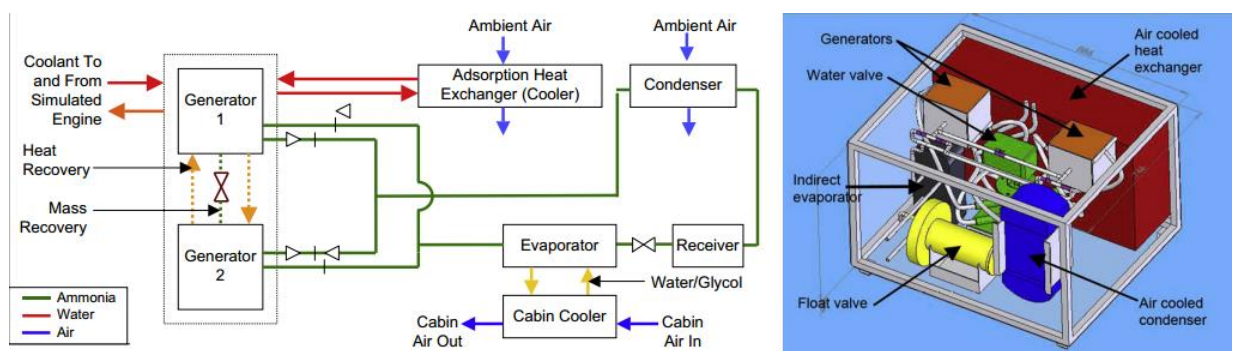 Coolant To
and From
Simulated
Engine
Heat
Recovery
Mass
Recovery
Generator
1
Generator
2
Ambient Air
Adsorption Heat
Exchanger (Cooler)
Ambient Air
Condenser
Evaporator
Receiver
Water/Glycol
Cabin Cooler
Cabin
Air Out
Cabin
Air In
Ammonia
Water
Air
Generators
Water valve
Air cooled
heat
exchanger
Indirect
evaporator
Float valve
Air cooled
condenser